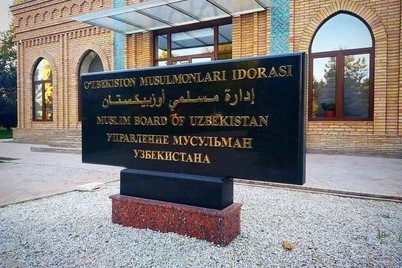 O'ZBEKISTON MUSULMONLARI IDORASI
إدارة مسلمي أوزبيكستان
MUSLIM BOARD OF UZBEKISTAN
УПРАВЛЕНИЕ МУСУЛЬМАН
УЗБЕКИСТАНА